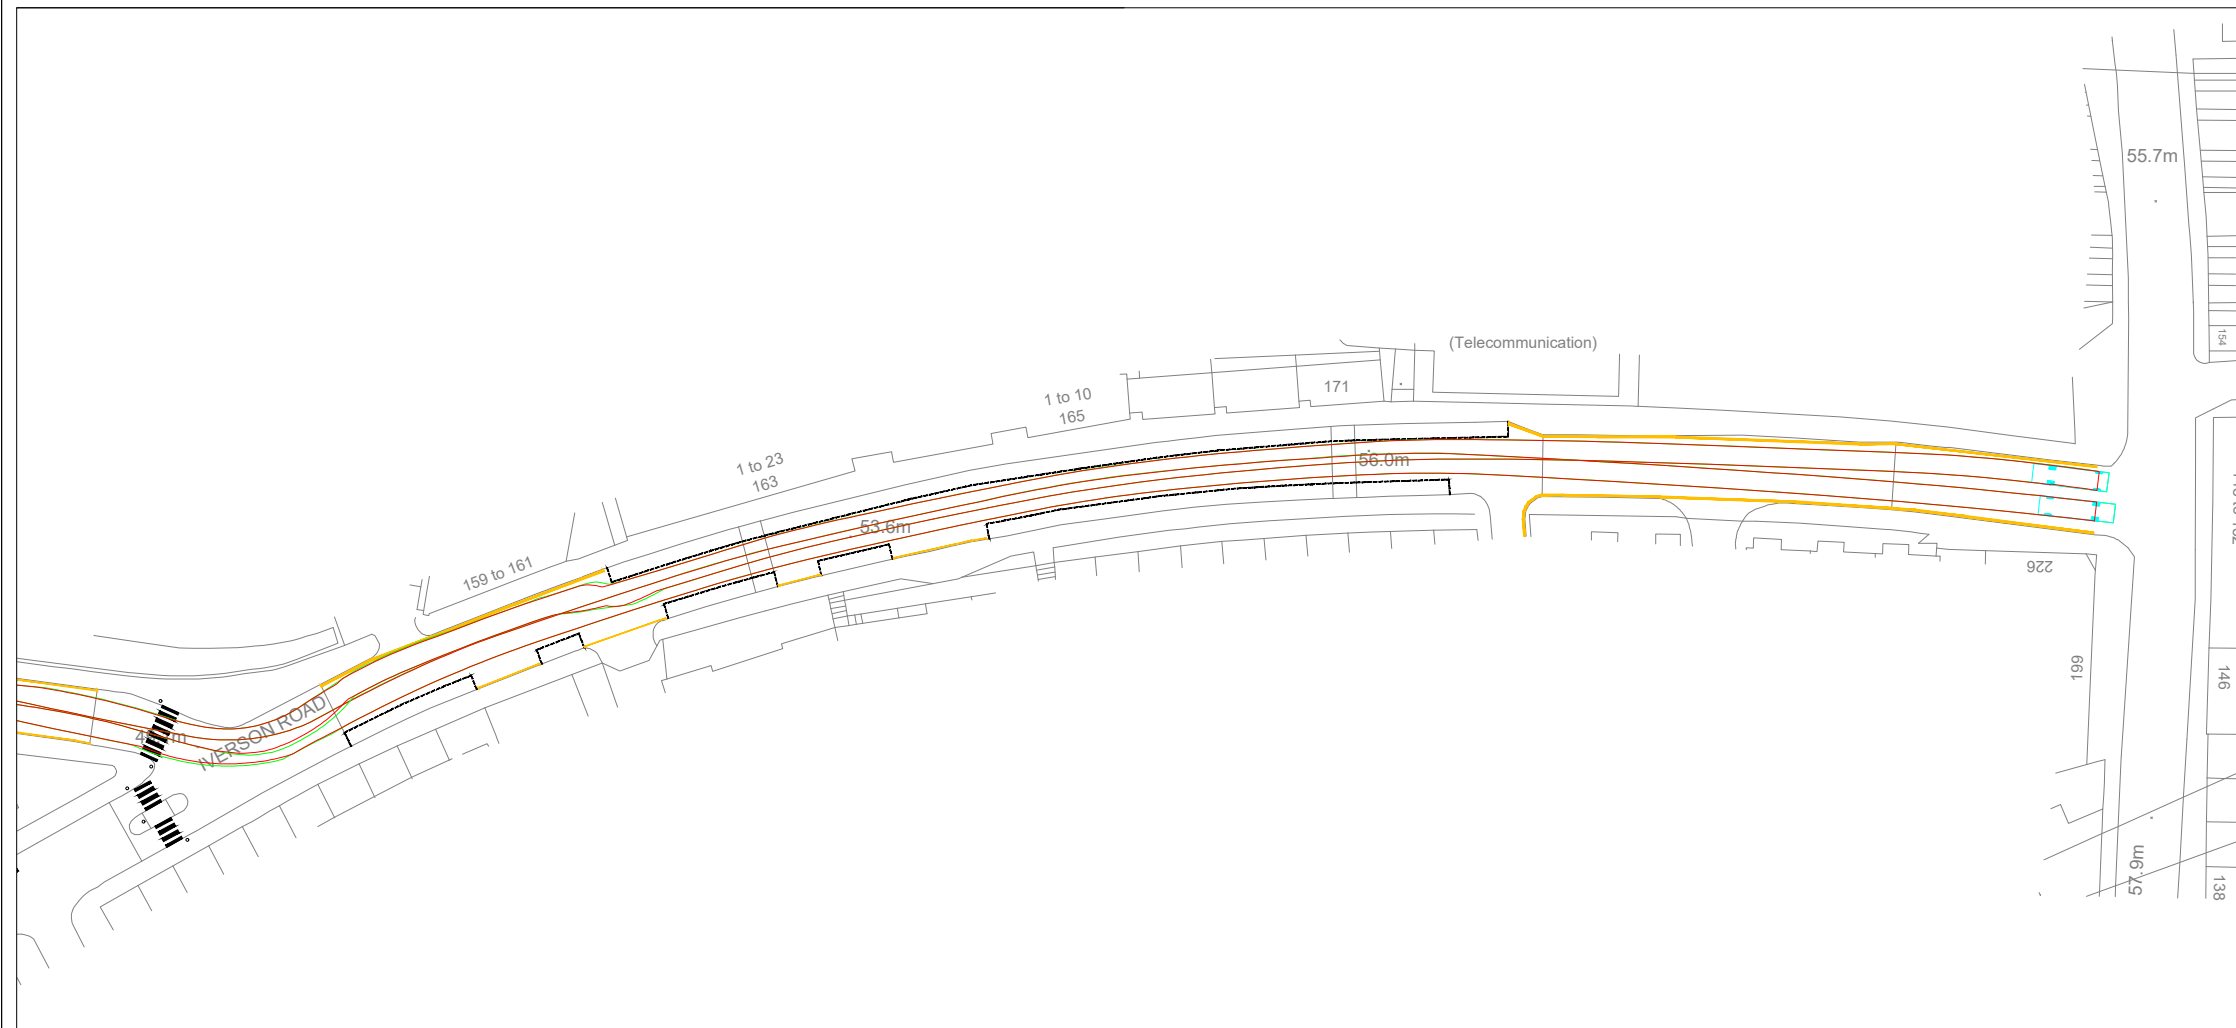 55.7m
154
(Telecommunication)
171
1 to 10
165
1 to 23
163
56.0m
53.6m
159 to 161
226
199
146
IVERSON ROAD
57.9m
138